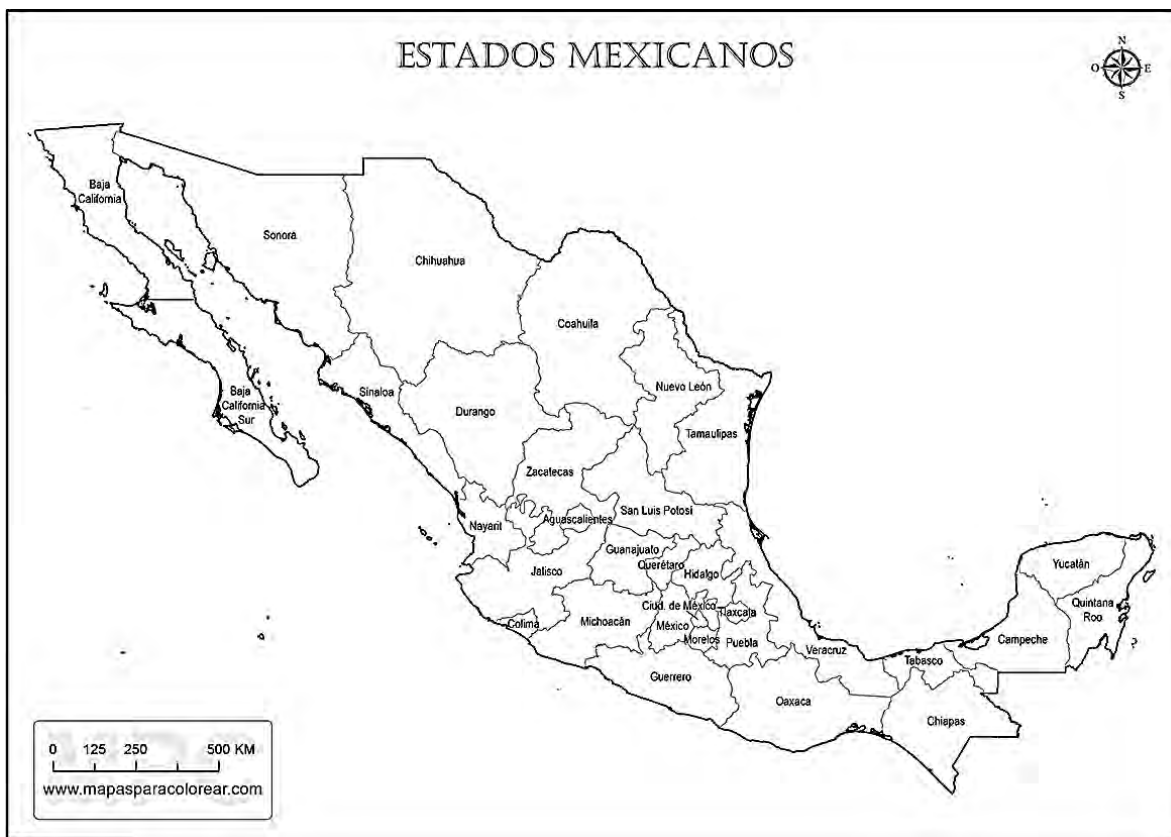 ESTADOS MEXICANOS
N
O
E
S
Baja
California
Sonora
Chihuahua
Coahuila
Nuevo León
Sinaloa
Durango
Baja
California
Sur
Tamaulipas
Zacatecas
San Luis Potosí
Nayarit
Aguascalientes
Guanajuato
Querétaro
Hidalgo
Jalisco
Yucatán
Quintana
Roo
Ciud. de México
Tlaxcala
Colima
Michoacán
México
Morelos
Puebla
Veracruz
Campeche
Tabasco
Guerrero
Oaxaca
Chiapas
0 125 250 500 KM
www.mapasparacolorear.com